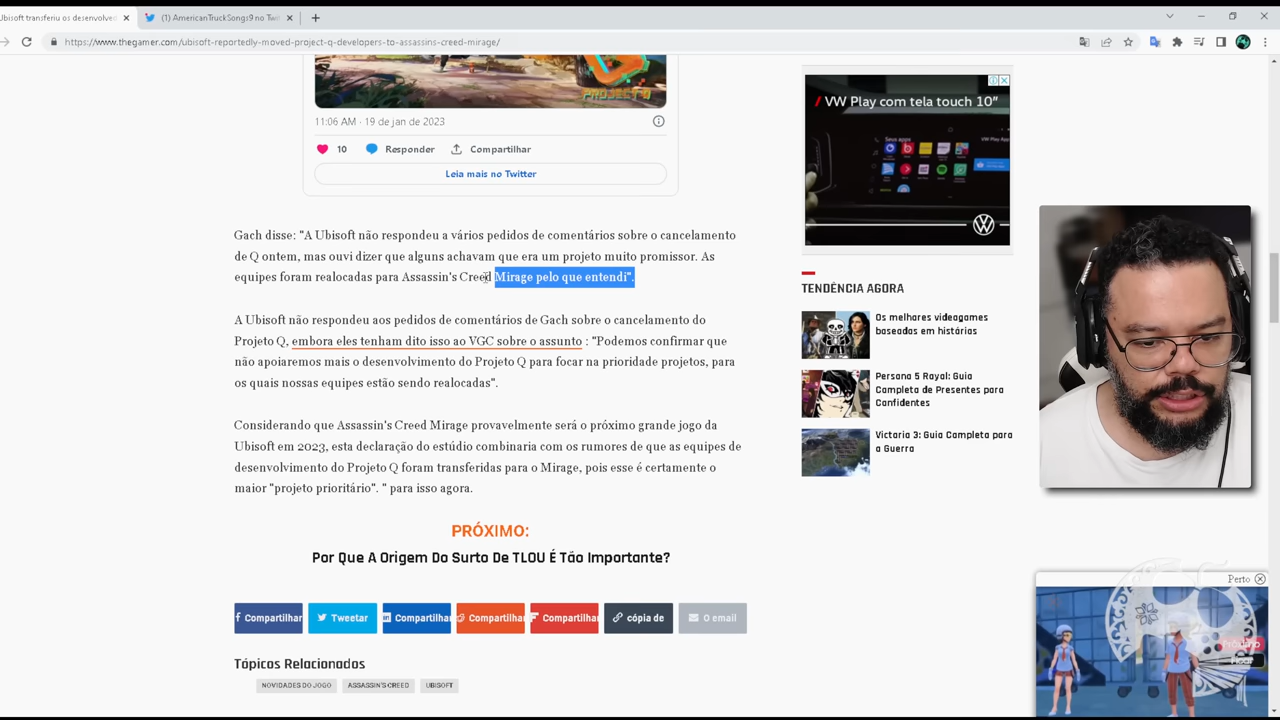 Ubisoft transferiu os desenvolve
(1) AmericanTruckSongs9 no Twi
https://www.thegamer.com/ubisoft-reportedly-moved-project-q-developers-to-assassins-creed-mirage/
PROJECT Q
11:06 AM · 19 de jan de 2023
10 Responder Compartilhar
Leia mais no Twitter
Gach disse: "A Ubisoft não respondeu a vários pedidos de comentários sobre o cancelamento
de Q ontem, mas ouvi dizer que alguns achavam que era um projeto muito promissor. As
equipes foram realocadas para Assassin's Creed Mirage pelo que entendi".
A Ubisoft não respondeu aos pedidos de comentários de Gach sobre o cancelamento do
Projeto Q, embora eles tenham dito isso ao VGC sobre o assunto : "Podemos confirmar que
não apoiaremos mais o desenvolvimento do Projeto Q para focar na prioridade projetos, para
os quais nossas equipes estão sendo realocadas".
Considerando que Assassin's Creed Mirage provavelmente será o próximo grande jogo da
Ubisoft em 2023, esta declaração do estúdio combinaria com os rumores de que as equipes de
desenvolvimento do Projeto Q foram transferidas para o Mirage, pois esse é certamente o
maior "projeto prioritário". " para isso agora.
PRÓXIMO:
Por Que A Origem Do Surto De TLOU É Tão Importante?
Compartilhar Tweetar Compartilhar Compartilhar Compartilhar cópia de O email
Tópicos Relacionados
NOVIDADES DO JOGO ASSASSIN'S CREED UBISOFT
VW Play com tela touch 10"
TENDÊNCIA AGORA
Os melhores videogames
baseadas em histórias
Persona 5 Rayal: Guia
Completa de Presentes para
Confidentes
Victaria 3: Guia Completa para
a Guerra
Perto
Próximo